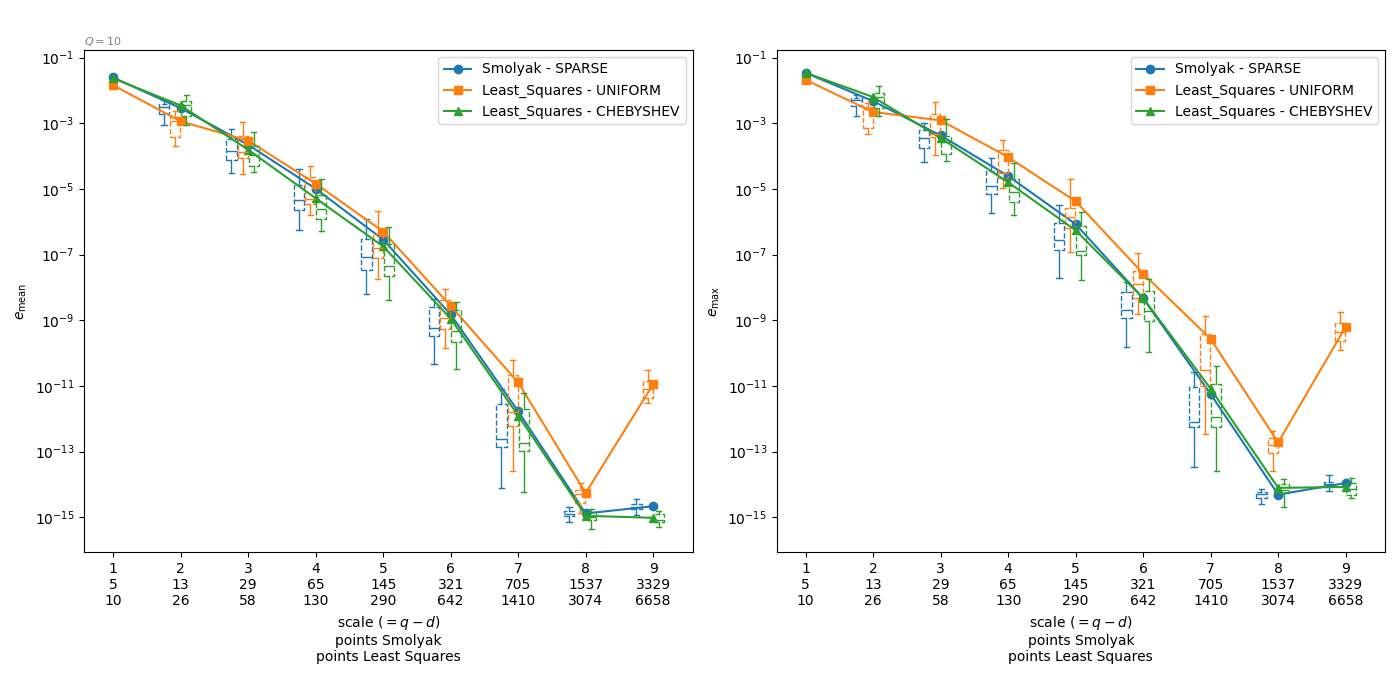 Q = 10
10⁻¹
10⁻³
10⁻⁵
10⁻⁷
10⁻⁹
10⁻¹¹
10⁻¹³
10⁻¹⁵
e_mean
Smolyak - SPARSE
Least_Squares - UNIFORM
Least_Squares - CHEBYSHEV
1 2 3 4 5 6 7 8 9
5 13 29 65 145 321 705 1537 3329
10 26 58 130 290 642 1410 3074 6658
scale (= q − d)
points Smolyak
points Least Squares
10⁻¹
10⁻³
10⁻⁵
10⁻⁷
10⁻⁹
10⁻¹¹
10⁻¹³
10⁻¹⁵
e_max
Smolyak - SPARSE
Least_Squares - UNIFORM
Least_Squares - CHEBYSHEV
1 2 3 4 5 6 7 8 9
5 13 29 65 145 321 705 1537 3329
10 26 58 130 290 642 1410 3074 6658
scale (= q − d)
points Smolyak
points Least Squares